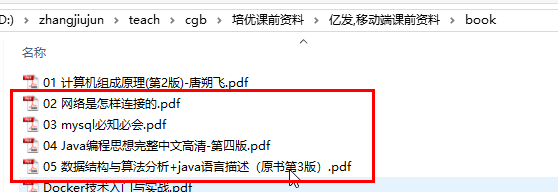 D:) > zhangjiujun > teach > cgb > 培优课前资料 > 亿发,移动端课前资料 > book
名称
01 计算机组成原理(第2版)-唐朔飞.pdf
02 网络是怎样连接的.pdf
03 mysql必知必会.pdf
04 Java编程思想完整中文高清-第四版.pdf
05 数据结构与算法分析+java语言描述（原书第3版）.pdf
Docker技术入门与实战.pdf